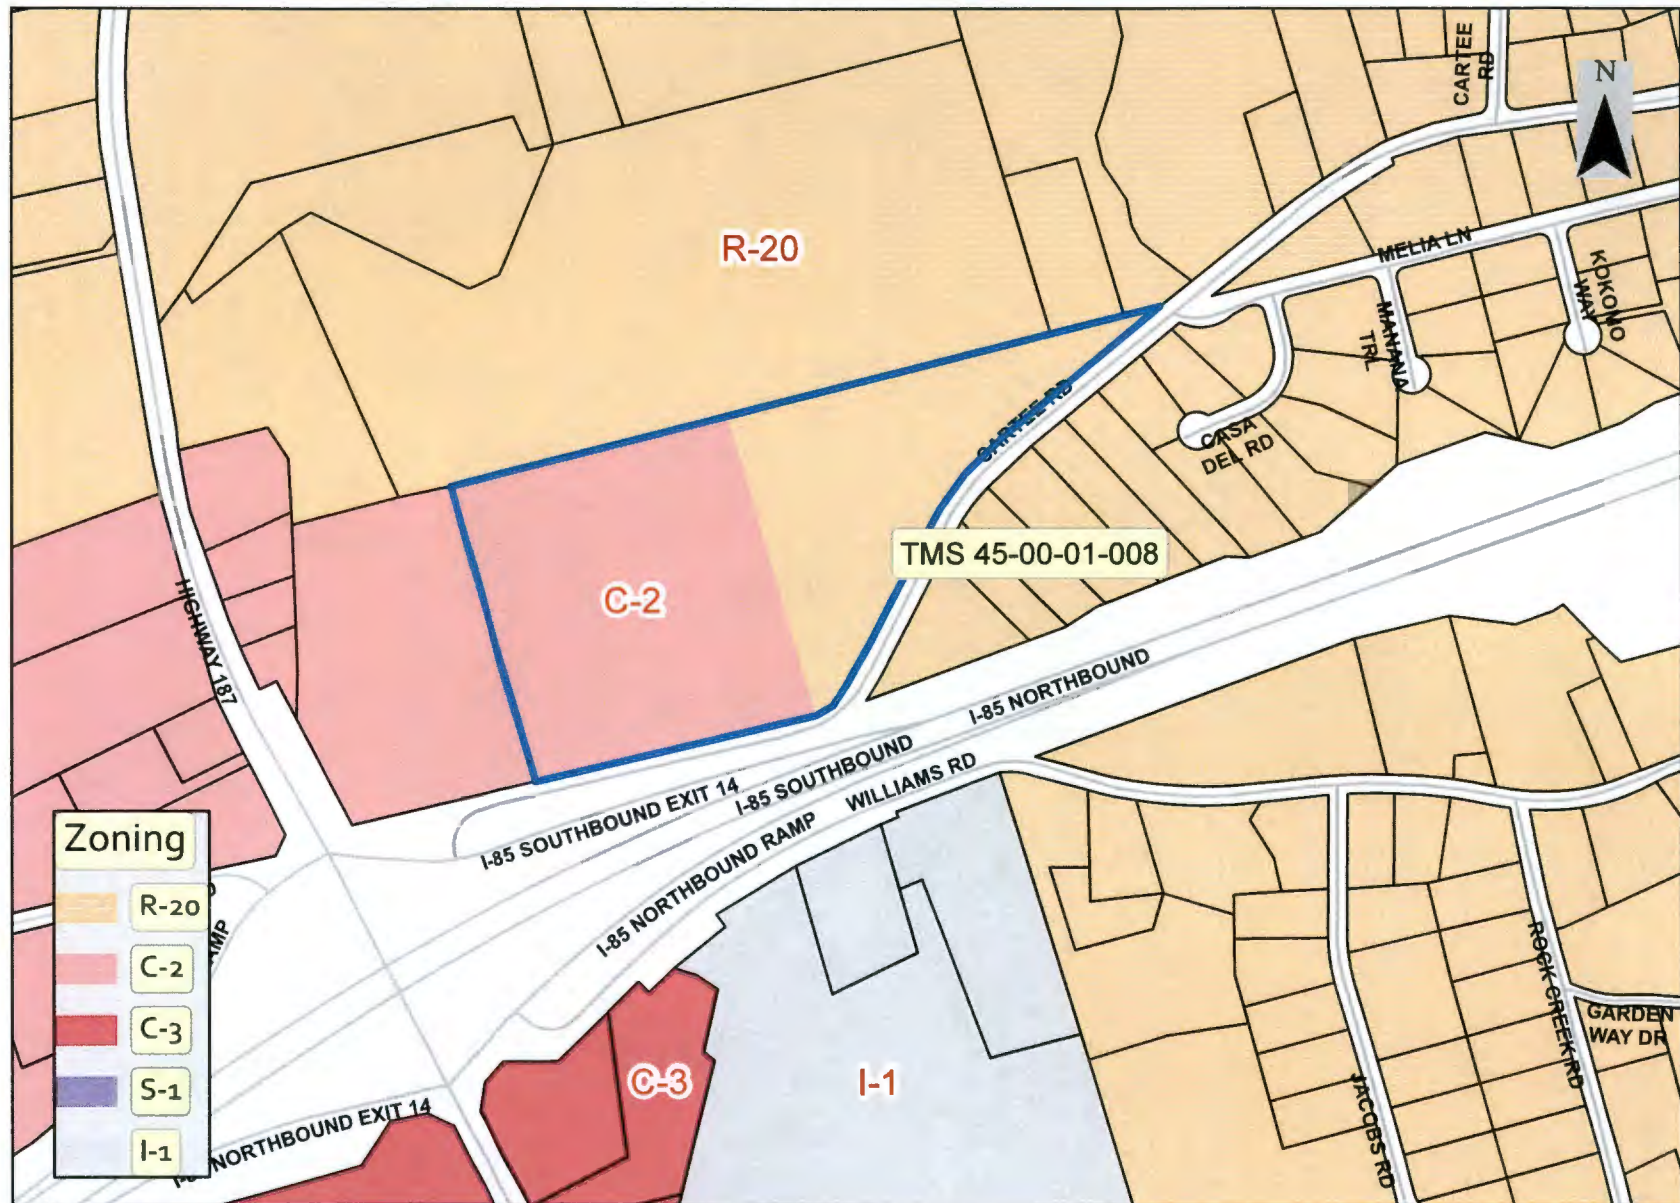 CARTEE
RD
N
R-20
MELIA LN
KOKOMO
WAY
MANANA
TRL
CARTEE RD
CASA
DEL RD
TMS 45-00-01-008
C-2
HIGHWAY 187
I-85 NORTHBOUND
I-85 SOUTHBOUND
I-85 SOUTHBOUND EXIT 14
WILLIAMS RD
I-85 NORTHBOUND RAMP
Zoning
R-20
C-2
C-3
S-1
I-1
AMP
C-3
I-1
ROCK CREEK RD
GARDEN
WAY DR
JACOBS RD
NORTHBOUND EXIT 14